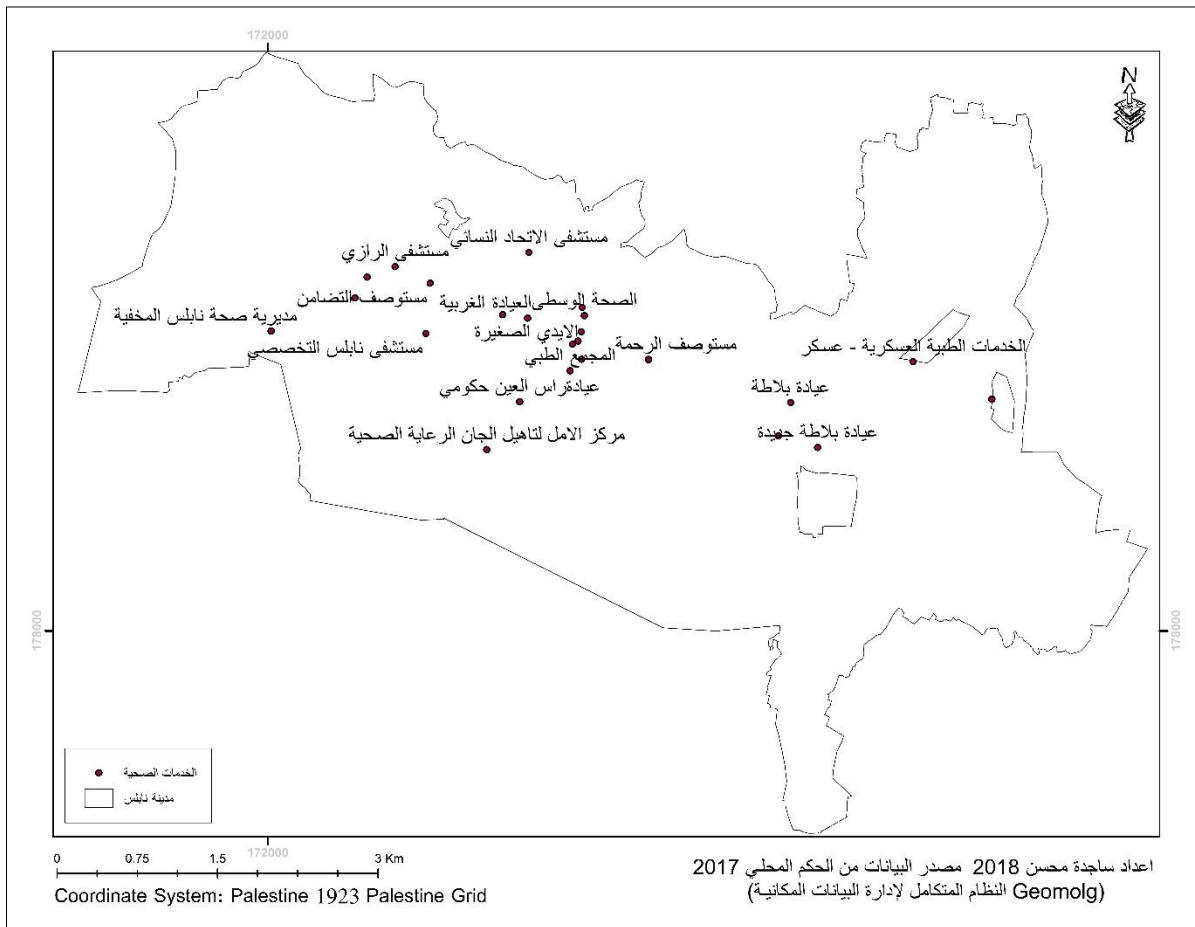 172000
N
مستشفى الاتحاد النسائي
مستشفى الرازي
مستوصف التضامن
العيادة الغربية
الصحة الوسطى
مديرية صحة نابلس المخفية
الايدي الصغيرة
مستشفى نابلس التخصصي
المجمع الطبي
مستوصف الرحمة
الخدمات الطبية العسكرية - عسكر
عيادةراس العين حكومي
عيادة بلاطة
مركز الامل لتاهيل الجان الرعاية الصحية
عيادة بلاطة جديدة
178000
178000
الخدمات الصحية
مدينة نابلس
172000
0 0.75 1.5 3 Km
Coordinate System: Palestine 1923 Palestine Grid
اعداد ساجدة محسن 2018 مصدر البيانات من الحكم المحلي 2017
(Geomolg النظام المتكامل لإدارة البيانات المكانية)